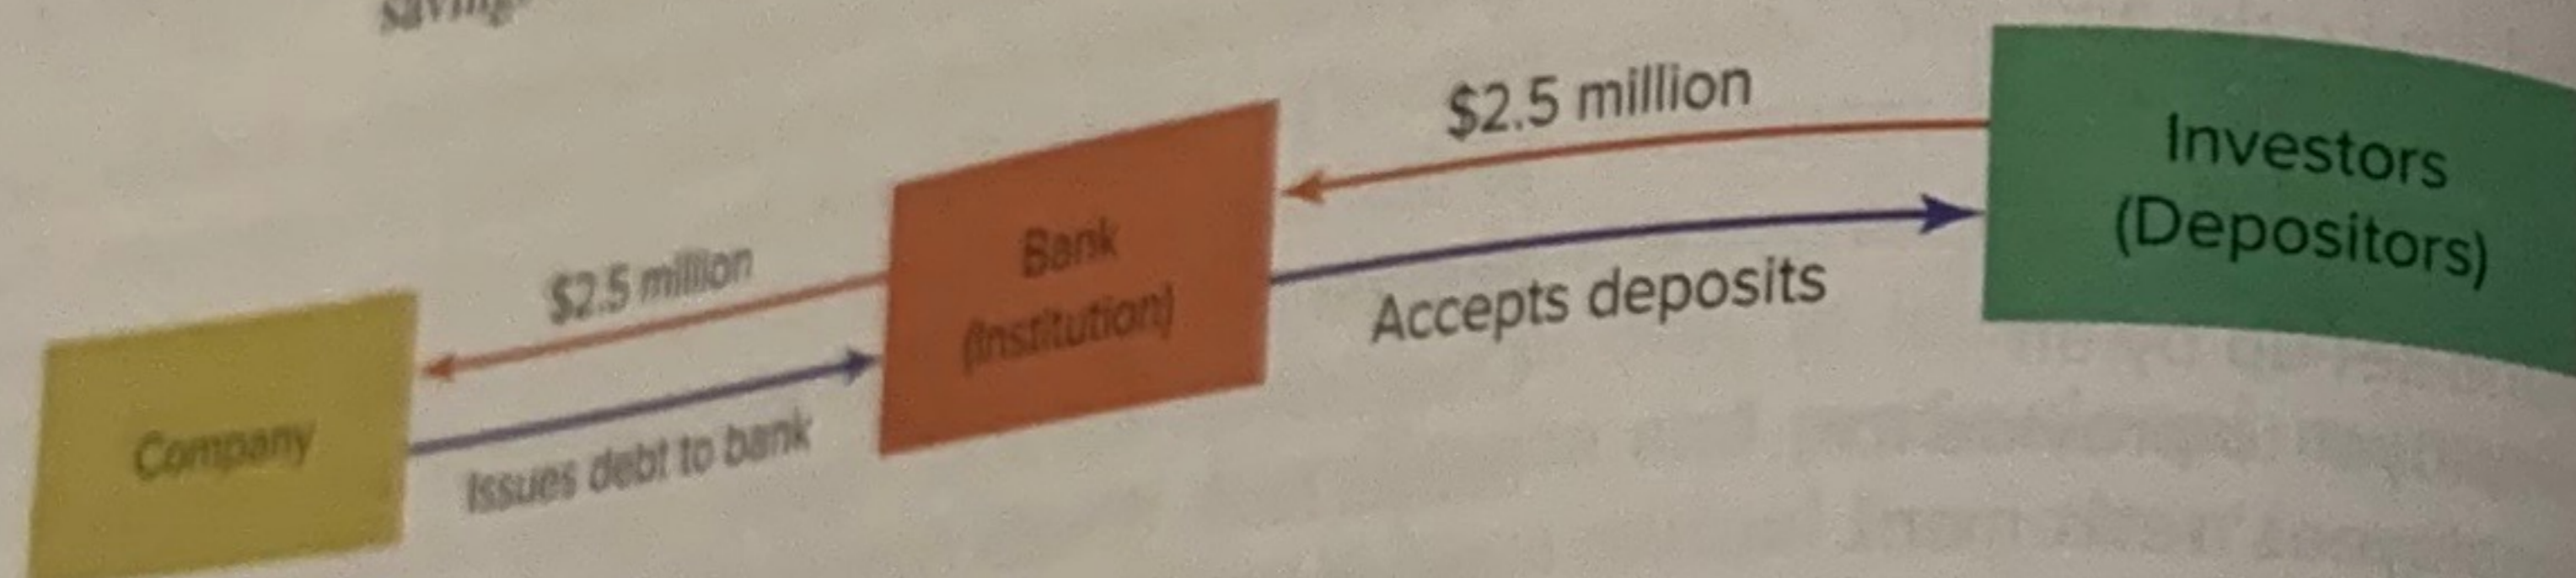 $2.5 million
Investors
(Depositors)
Bank
(Institution)
Accepts deposits
$2.5 million
Company
Issues debt to bank